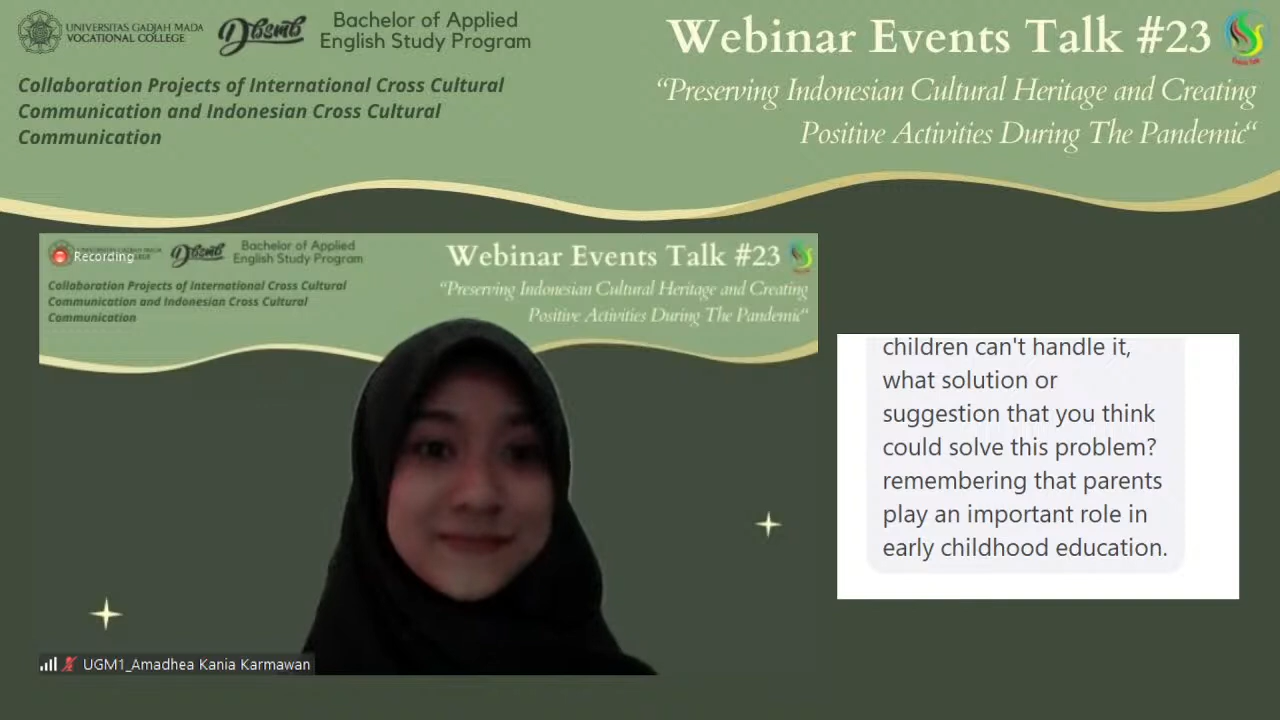 UNIVERSITAS GADJAH MADA
VOCATIONAL COLLEGE
Dbsmb
Bachelor of Applied
English Study Program
Collaboration Projects of International Cross Cultural
Communication and Indonesian Cross Cultural
Communication
Webinar Events Talk #23
“Preserving Indonesian Cultural Heritage and Creating
Positive Activities During The Pandemic“
Recording
Bachelor of Applied
English Study Program
Collaboration Projects of International Cross Cultural
Communication and Indonesian Cross Cultural
Communication
Webinar Events Talk #23
“Preserving Indonesian Cultural Heritage and Creating
Positive Activities During The Pandemic“
UGM1_Amadhea Kania Karmawan
children can't handle it,
what solution or
suggestion that you think
could solve this problem?
remembering that parents
play an important role in
early childhood education.